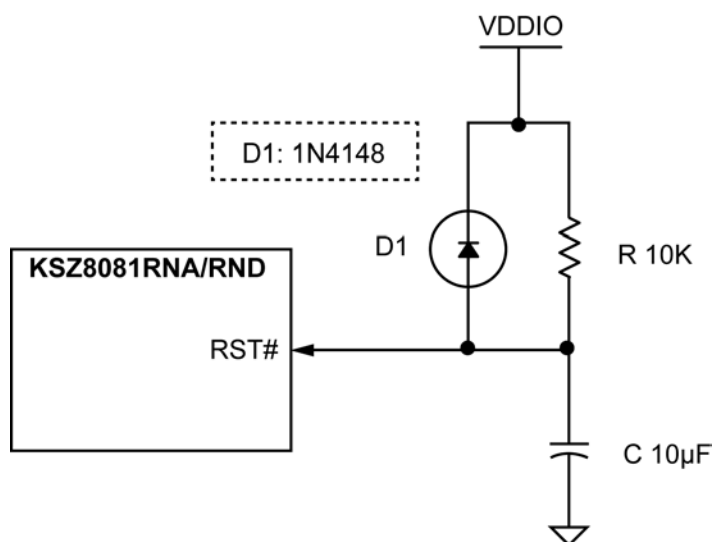 VDDIO
D1: 1N4148
D1
R 10K
KSZ8081RNA/RND
RST#
C 10µF